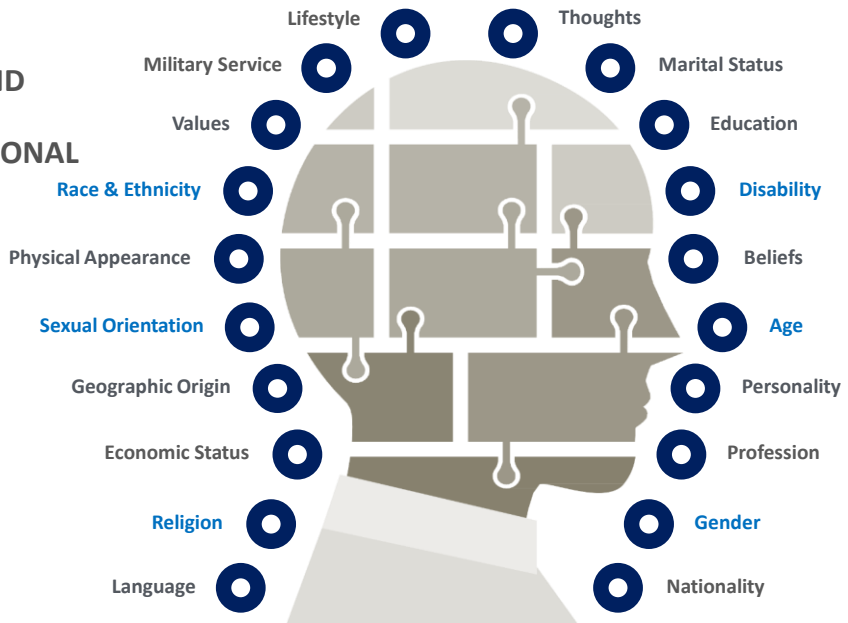 Lifestyle
Thoughts
Military Service
Marital Status
ND
Values
Education
ONAL
Race & Ethnicity
Disability
Physical Appearance
Beliefs
Sexual Orientation
Age
Geographic Origin
Personality
Economic Status
Profession
Religion
Gender
Language
Nationality